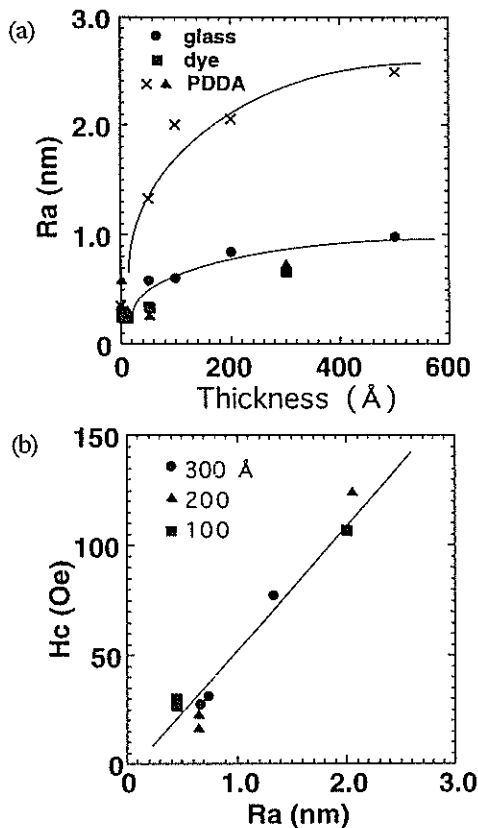 (a)
3.0
2.0
1.0
0
Ra (nm)
● glass
■ dye
× ▲ PDDA
0 200 400 600
Thickness (Å)
(b)
150
100
50
0
Hc (Oe)
● 300 Å
▲ 200
■ 100
0 1.0 2.0 3.0
Ra (nm)